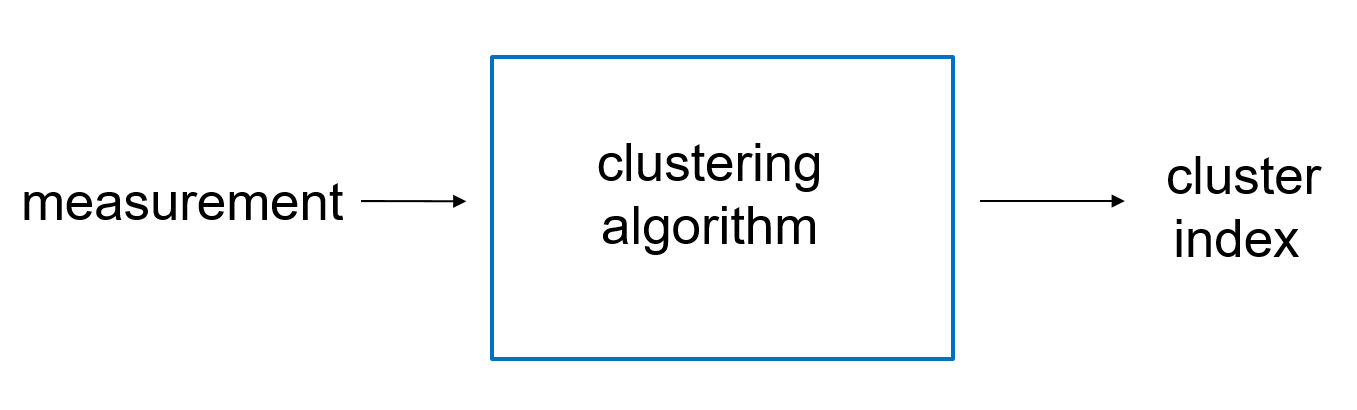 measurement
clustering
algorithm
cluster
index